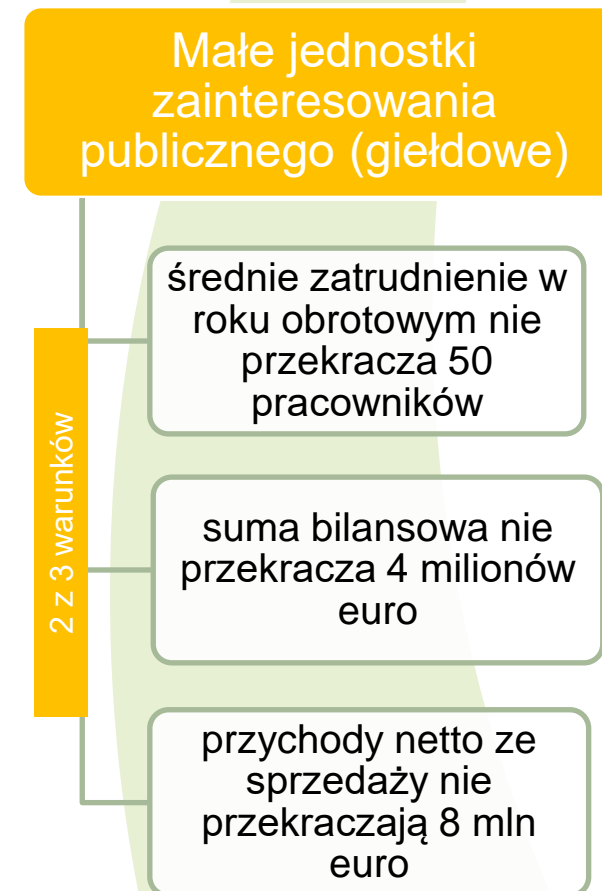 Małe jednostki
zainteresowania
publicznego (giełdowe)
2 z 3 warunków
średnie zatrudnienie w
roku obrotowym nie
przekracza 50
pracowników
suma bilansowa nie
przekracza 4 milionów
euro
przychody netto ze
sprzedaży nie
przekraczają 8 mln
euro